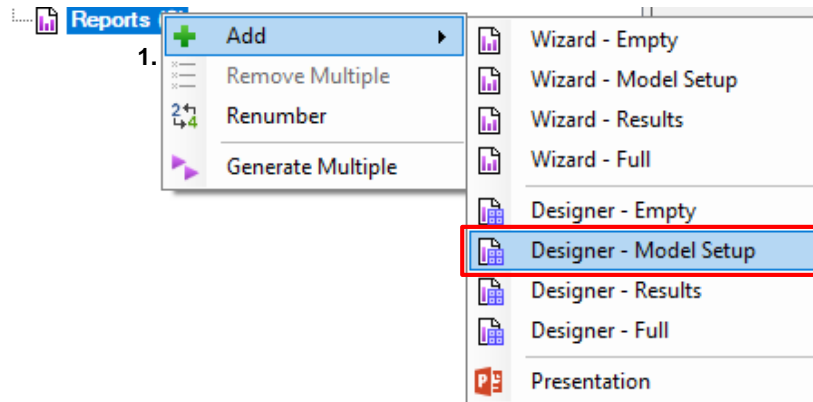 Reports
1.
Add
Remove Multiple
Renumber
Generate Multiple
Wizard - Empty
Wizard - Model Setup
Wizard - Results
Wizard - Full
Designer - Empty
Designer - Model Setup
Designer - Results
Designer - Full
Presentation